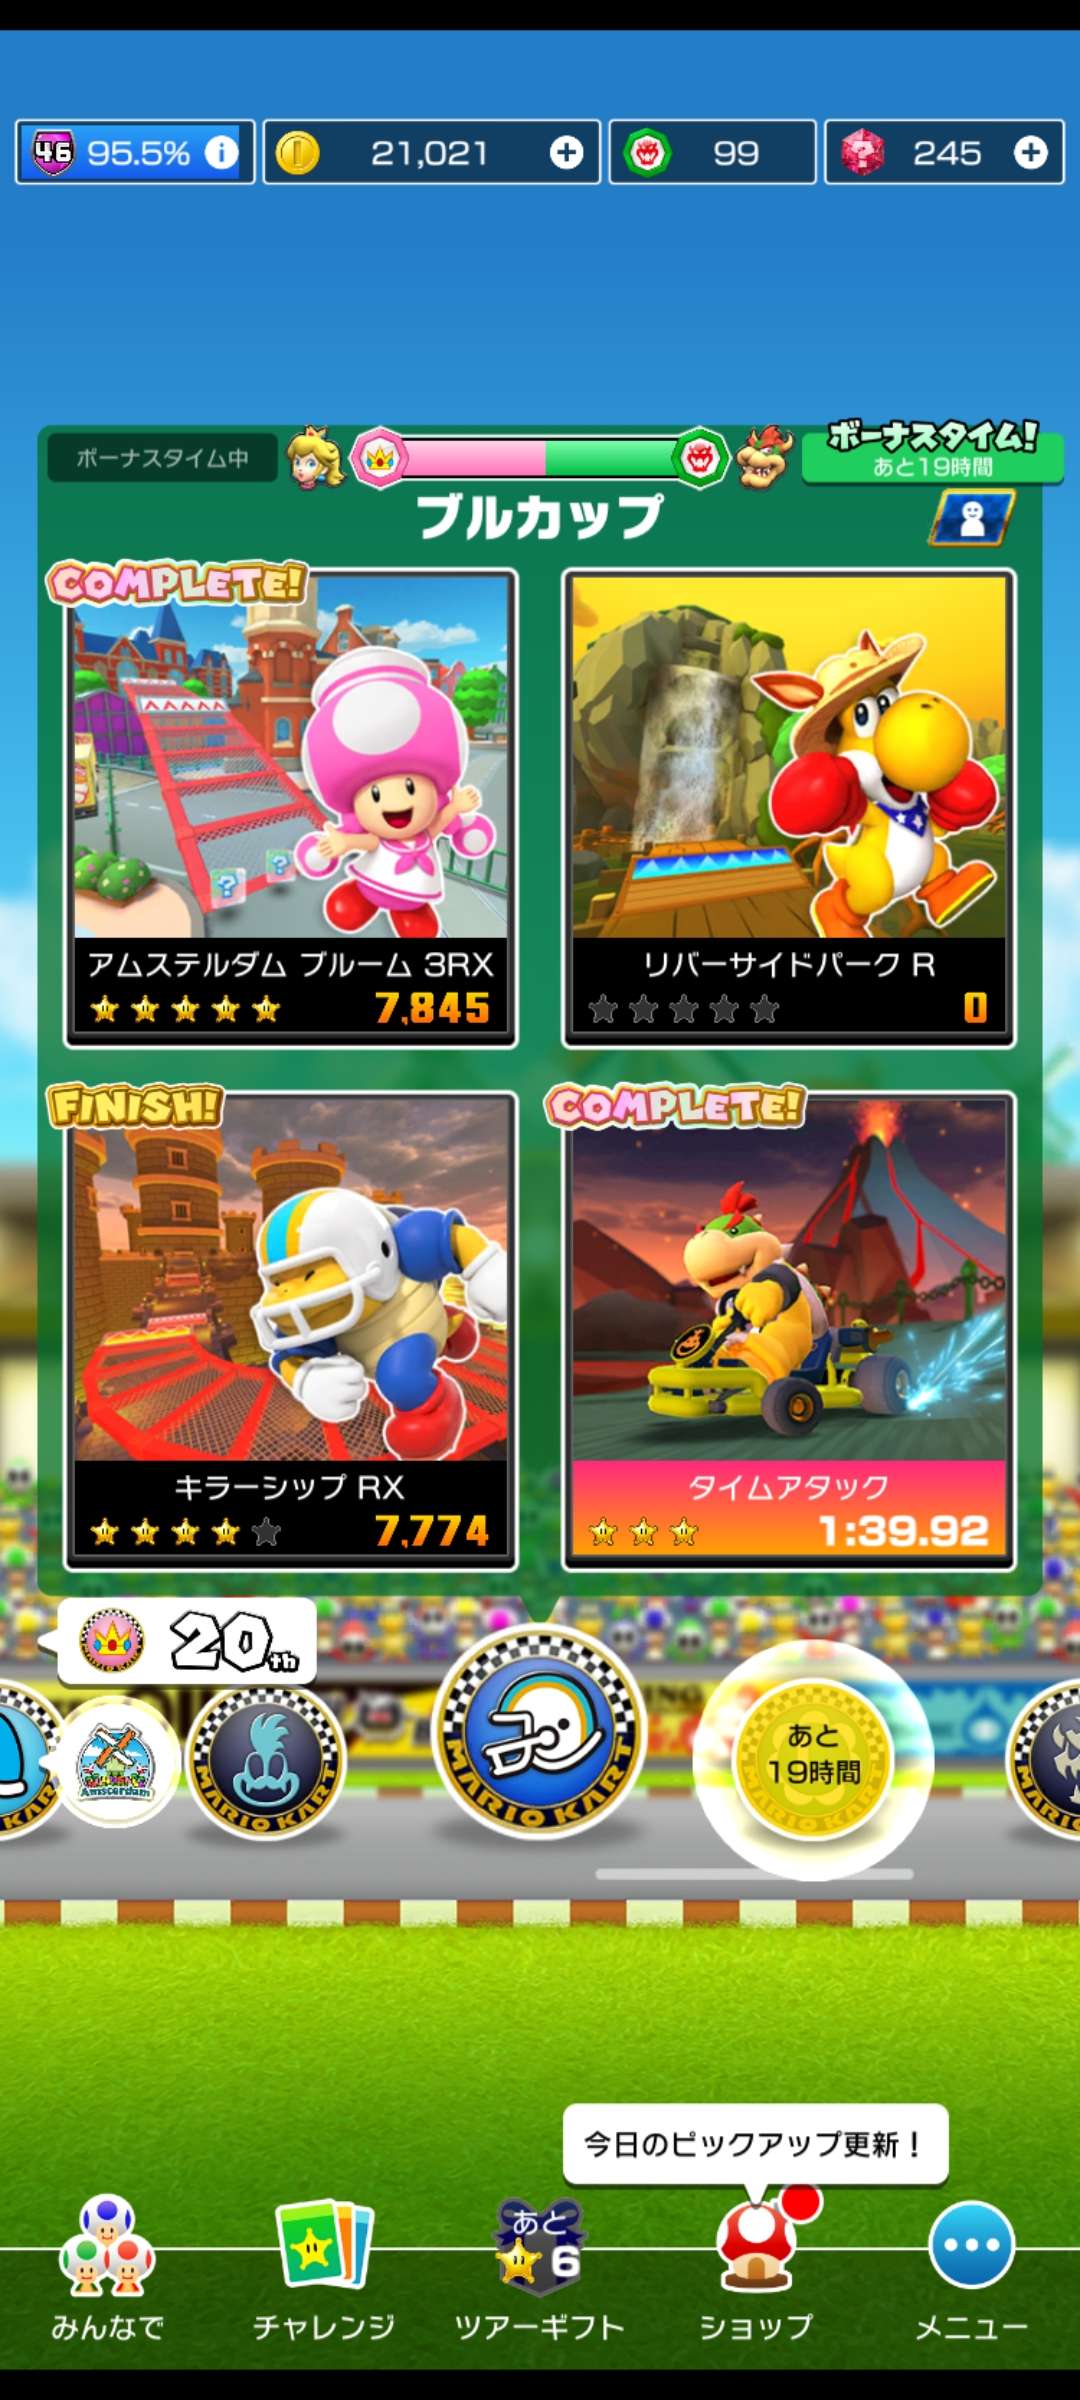 46 95.5% i 21,021 + 99 245 +
ボーナスタイム中
ボーナスタイム!
あと19時間
ブルカップ
COMPLETE!
アムステルダム ブルーム 3RX
7,845
リバーサイドパーク R
0
FINISH!
キラーシップ RX
7,774
COMPLETE!
タイムアタック
1:39.92
20th
Amsterdam
MARIO KART
MARIO KART
あと
19時間
今日のピックアップ更新！
みんなで
チャレンジ
あと
6
ツアーギフト
ショップ
メニュー